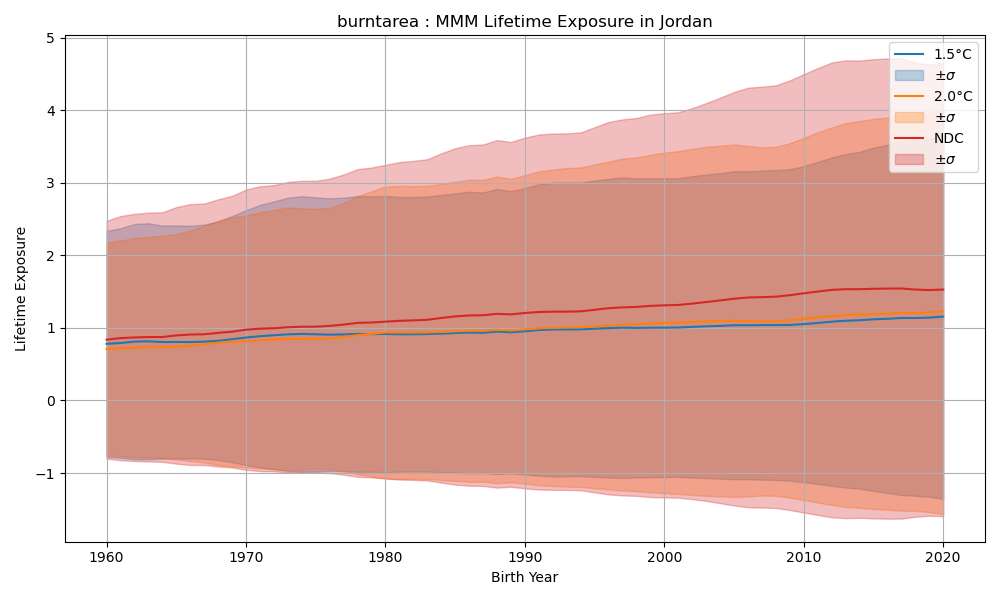 burntarea : MMM Lifetime Exposure in Jordan
5
4
3
2
1
0
−1
Lifetime Exposure
1960 1970 1980 1990 2000 2010 2020
Birth Year
1.5°C
±σ
2.0°C
±σ
NDC
±σ